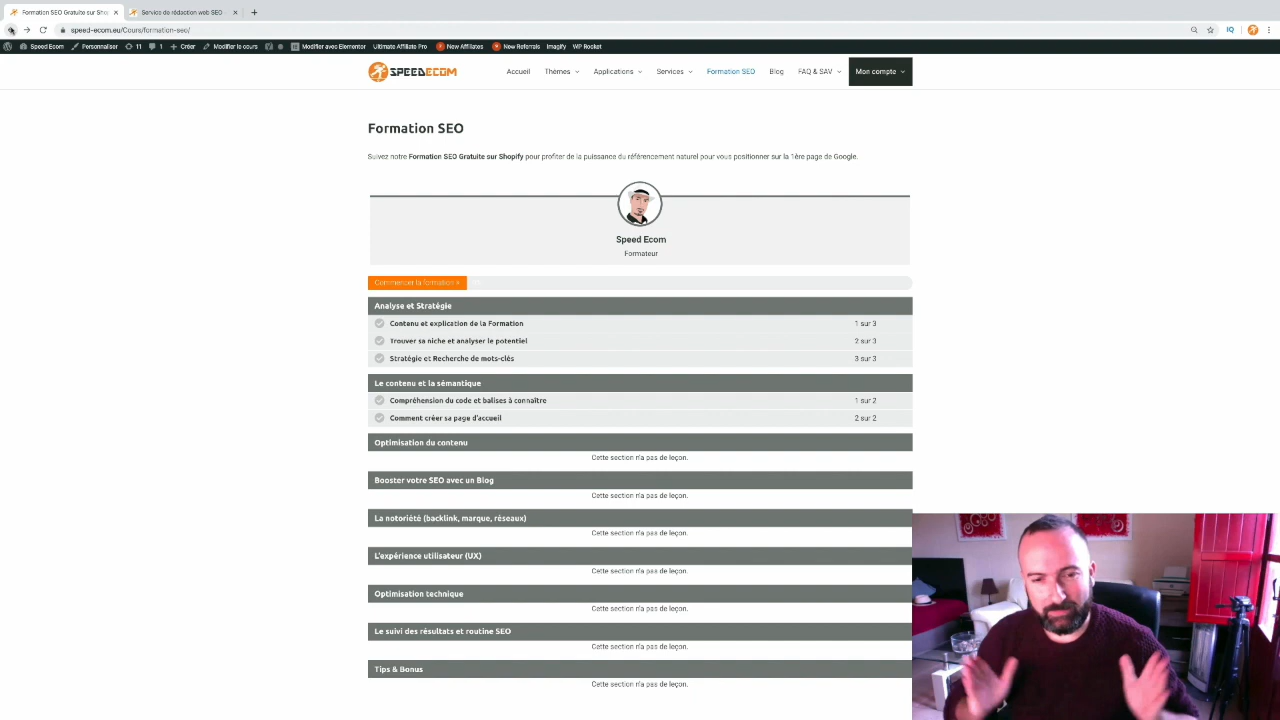 Formation SEO Gratuite sur Sho
Service de rédaction web SEO -
speed-ecom.eu/Cours/formation-seo/
IQ
Speed Ecom Personnaliser 11 1 Créer Modifier le cours Modifier avec Elementor Ultimate Affiliate Pro New Affiliates New Referrals Imagify WP Rocket
SPEEDECOM
Accueil Thèmes Applications Services Formation SEO Blog FAQ & SAV Mon compte
Formation SEO
Suivez notre Formation SEO Gratuite sur Shopify pour profiter de la puissance du référencement naturel pour vous positionner sur la 1ère page de Google.
Speed Ecom
Formateur
Commencer la formation »
Analyse et Stratégie
Contenu et explication de la Formation 1 sur 3
Trouver sa niche et analyser le potentiel 2 sur 3
Stratégie et Recherche de mots-clés 3 sur 3
Le contenu et la sémantique
Compréhension du code et balises à connaître 1 sur 2
Comment créer sa page d'accueil 2 sur 2
Optimisation du contenu
Cette section n'a pas de leçon.
Booster votre SEO avec un Blog
Cette section n'a pas de leçon.
La notoriété (backlink, marque, réseaux)
Cette section n'a pas de leçon.
L'expérience utilisateur (UX)
Cette section n'a pas de leçon.
Optimisation technique
Cette section n'a pas de leçon.
Le suivi des résultats et routine SEO
Cette section n'a pas de leçon.
Tips & Bonus
Cette section n'a pas de leçon.